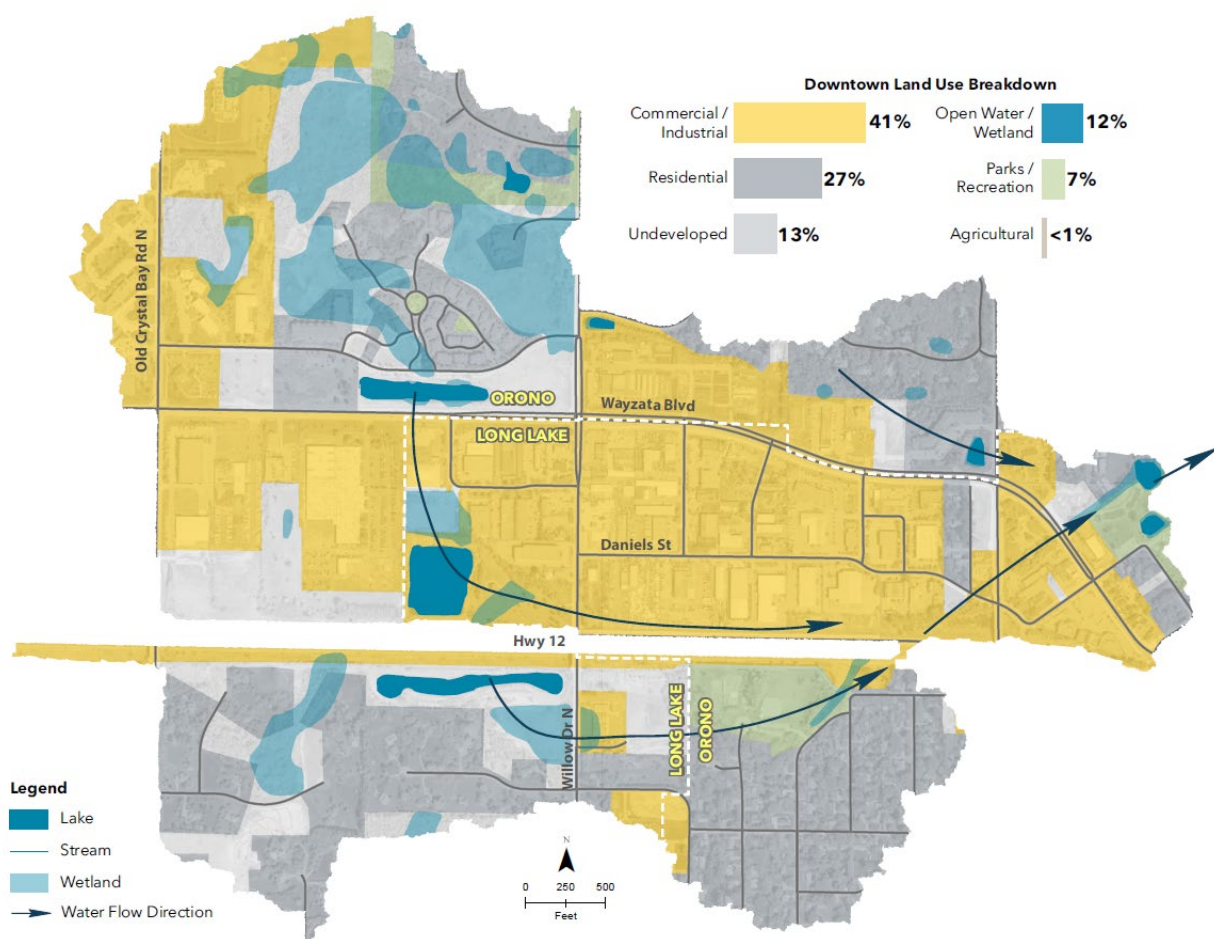 Downtown Land Use Breakdown
Commercial /
Industrial
41%
Open Water /
Wetland
12%
Residential
27%
Parks /
Recreation
7%
Undeveloped
13%
Agricultural
<1%
Old Crystal Bay Rd N
ORONO
Wayzata Blvd
LONG LAKE
Daniels St
Hwy 12
Willow Dr N
LONG LAKE
ORONO
Legend
Lake
Stream
Wetland
Water Flow Direction
N
0 250 500
Feet